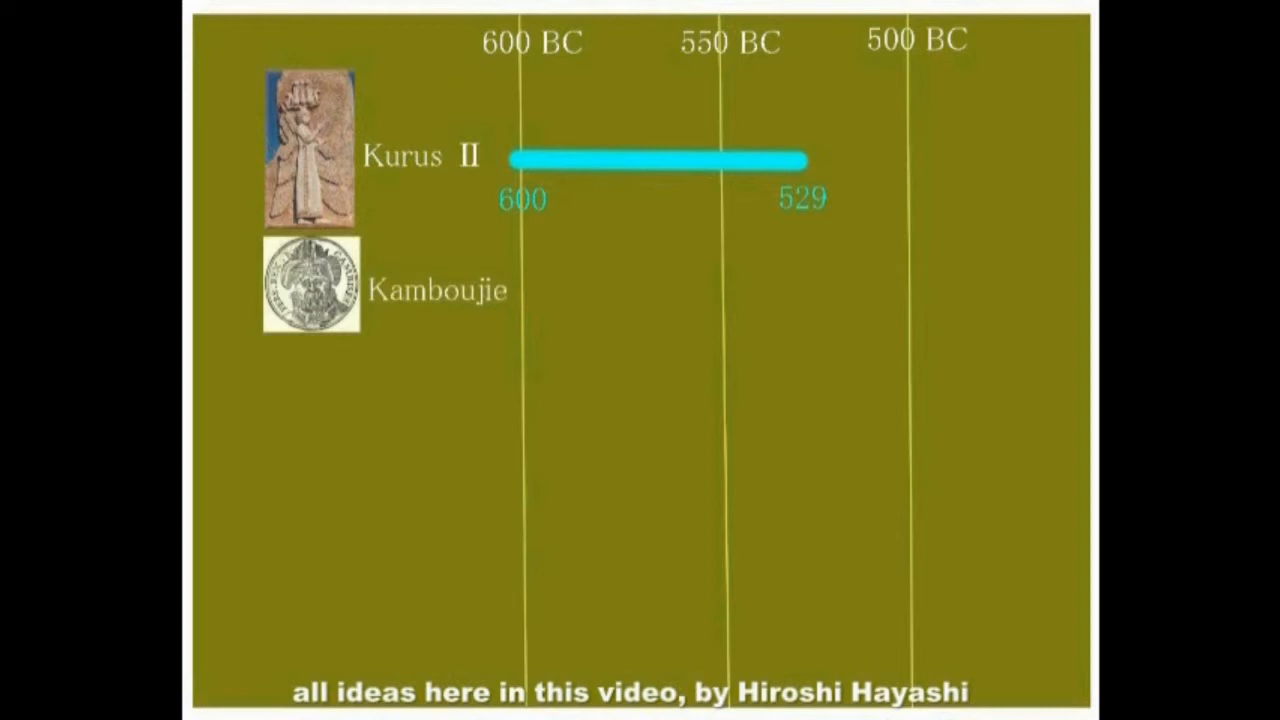 600 BC 550 BC 500 BC
Kurus II
600 529
Kamboujie
all ideas here in this video, by Hiroshi Hayashi